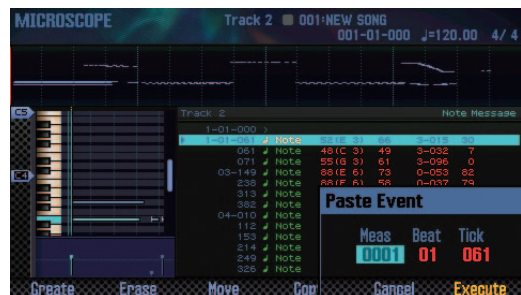 MICROSCOPE
Track 2 001:NEW SONG
001-01-000 ♩=120.00 4/4
C5
C4
Track 2 Note Message
1-01-000 >
1-01-061 ♪ Note 52(E 3) 66 3-015 30
061 ♪ Note 48(C 3) 49 3-032 7
071 ♪ Note 55(G 3) 61 3-096 0
03-149 ♪ Note 88(E 6) 73 0-053 82
238 ♪ Note 88(E 6) 58 0-037 79
313 ♪ Note
382 ♪ Note
04-010 ♪ Note
112 ♪ Note
153 ♪ Note
214 ♪ Note
249 ♪ Note
326 ♪ Note
Paste Event
Meas Beat Tick
0001 01 061
Create Erase Move Cop Cancel Execute